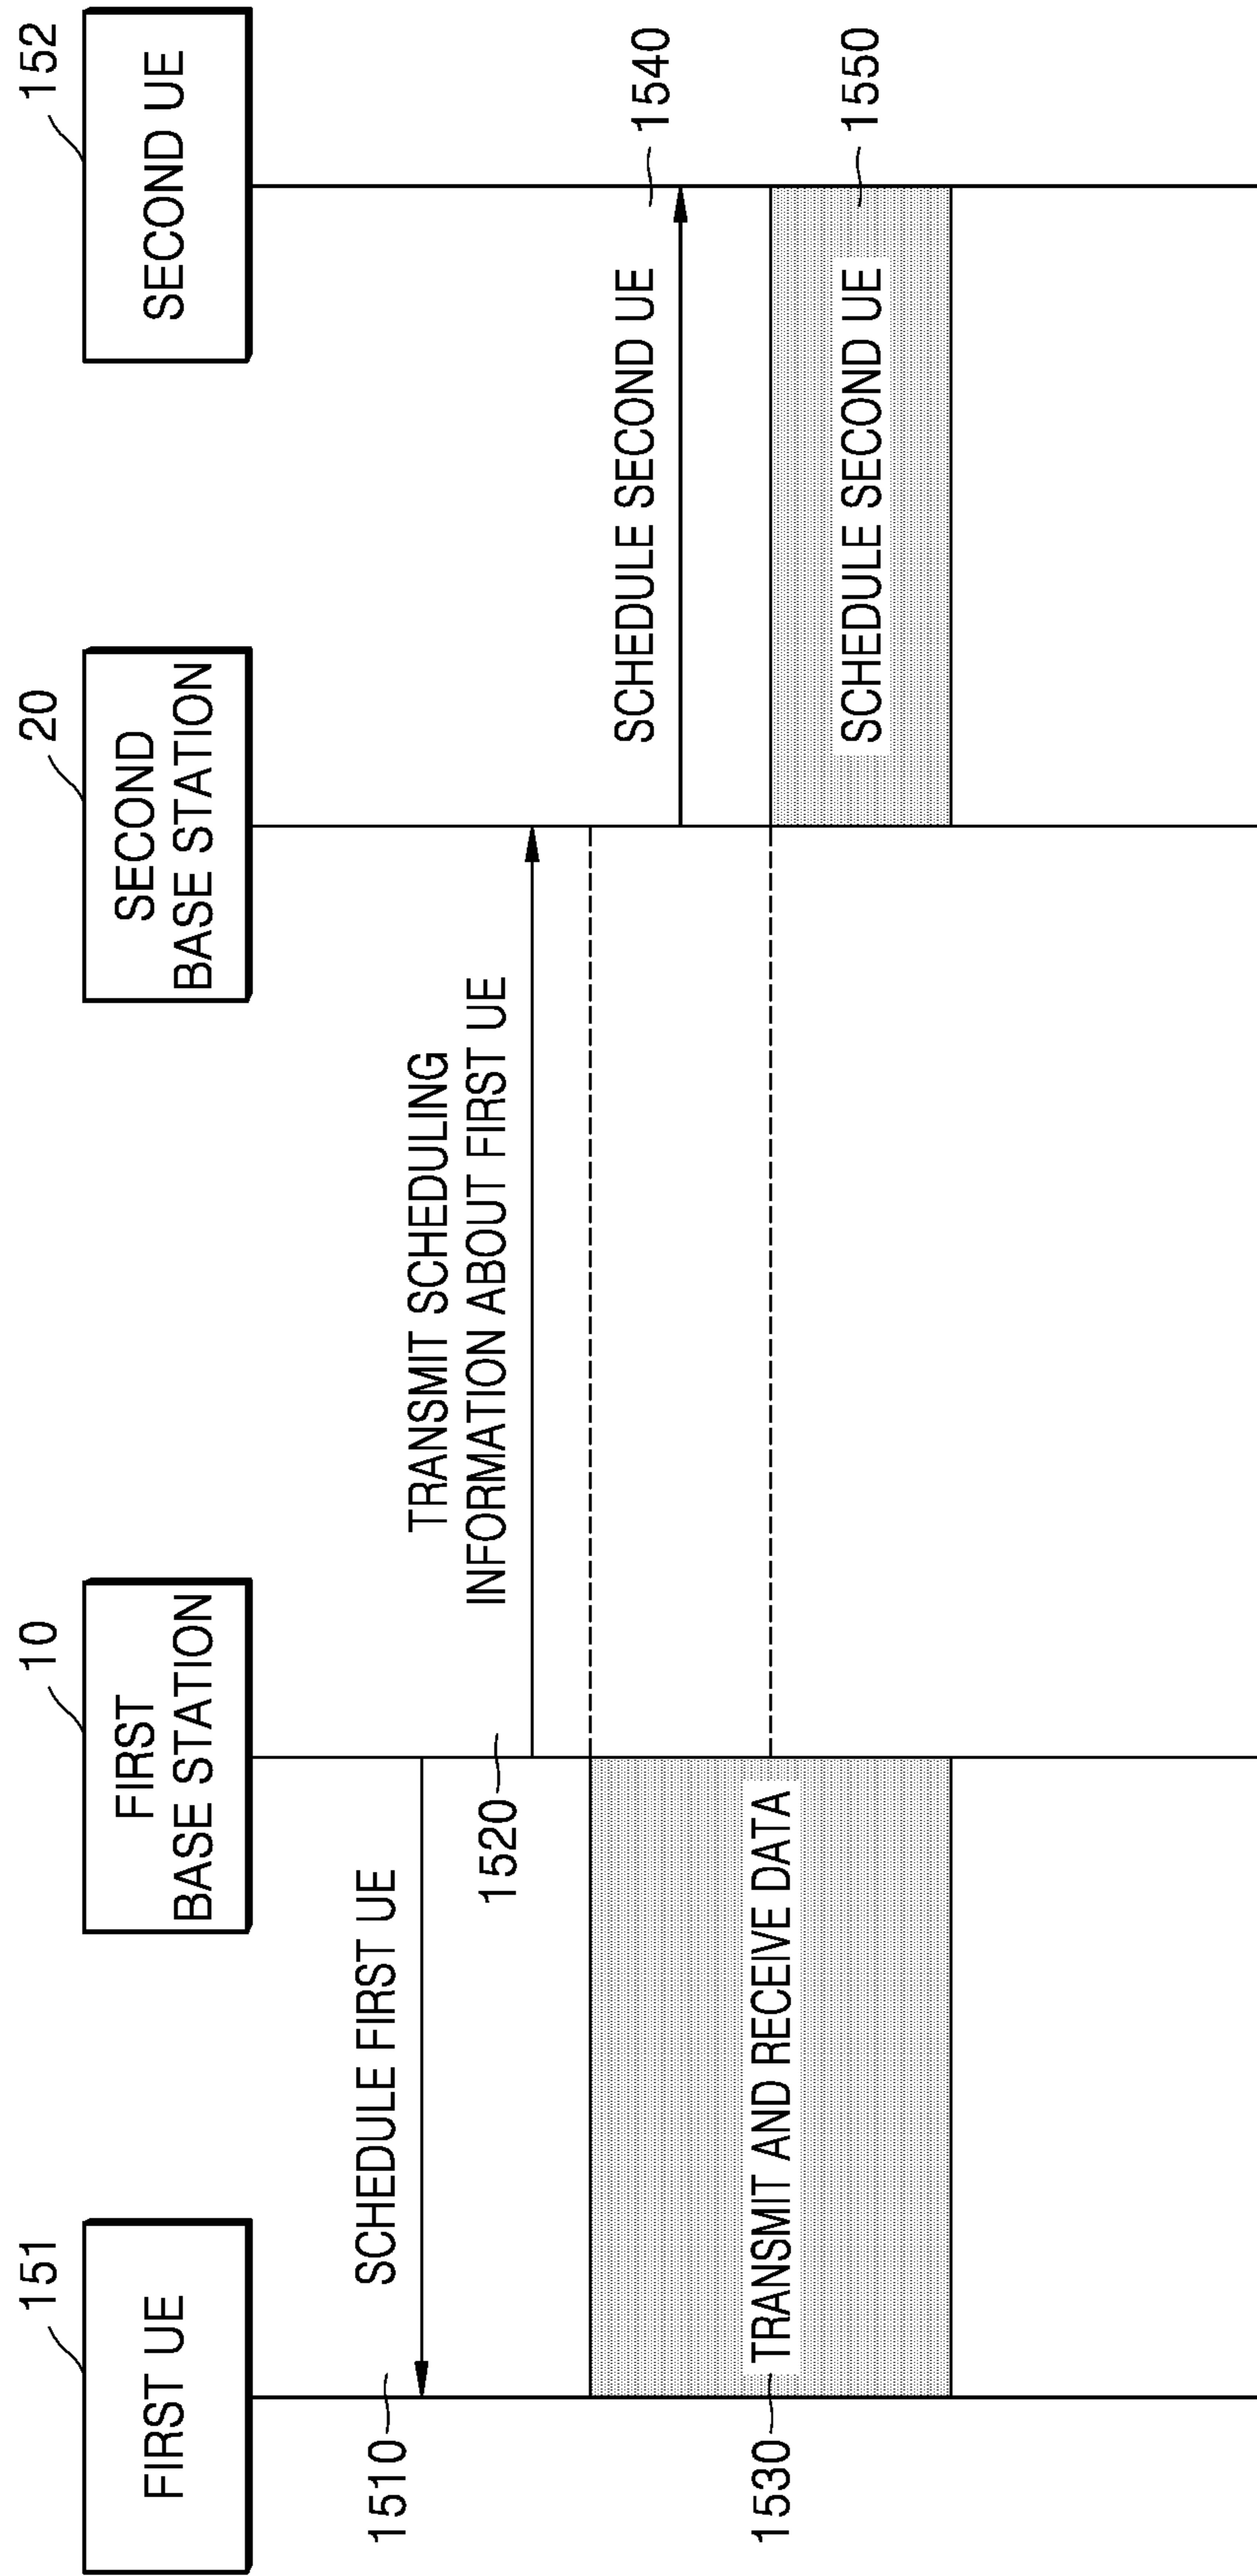 151
FIRST UE
10
FIRST
BASE STATION
20
SECOND
BASE STATION
152
SECOND UE
1510
SCHEDULE FIRST UE
TRANSMIT SCHEDULING
INFORMATION ABOUT FIRST UE
1520
SCHEDULE SECOND UE
1540
1530
TRANSMIT AND RECEIVE DATA
SCHEDULE SECOND UE
1550